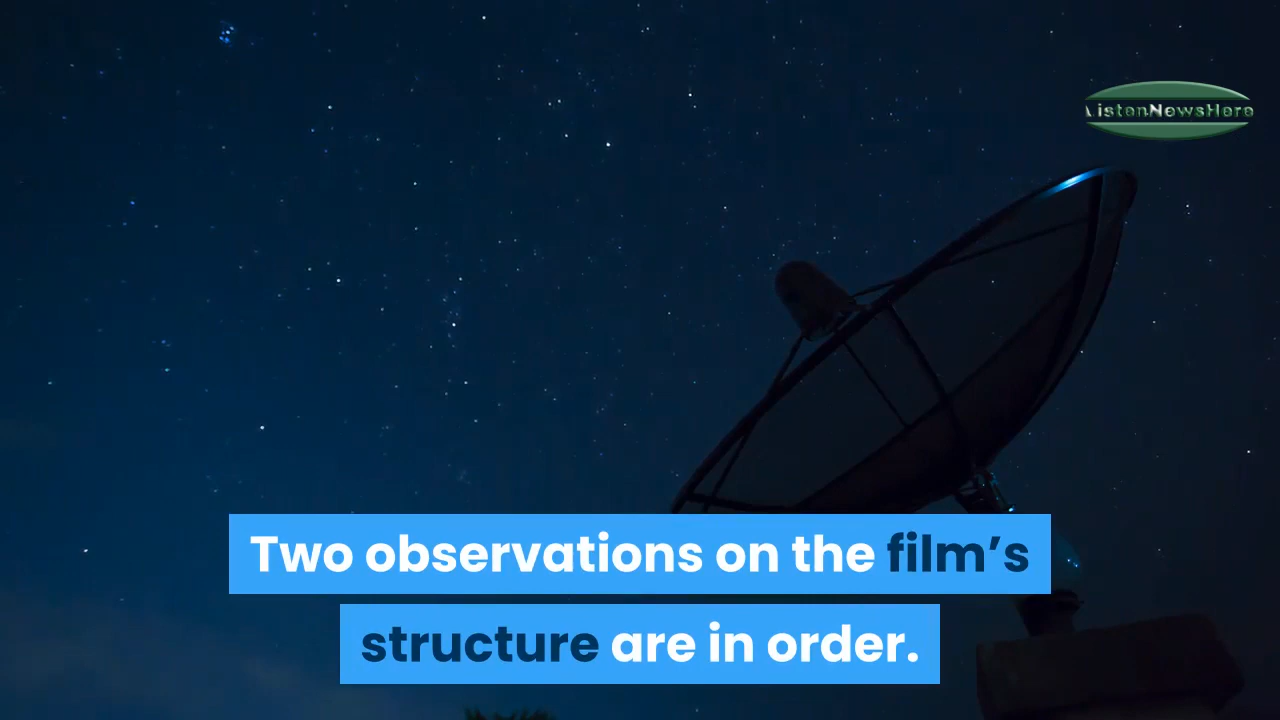 ListenNewsHere
Two observations on the film’s
structure are in order.